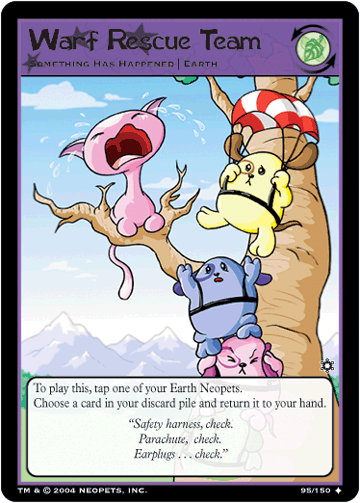 Warf Rescue Team
Something Has Happened | Earth
To play this, tap one of your Earth Neopets.
Choose a card in your discard pile and return it to your hand.
“Safety harness, check.
Parachute, check.
Earplugs . . . check.”
TM & © 2004 NEOPETS, INC.
95/150